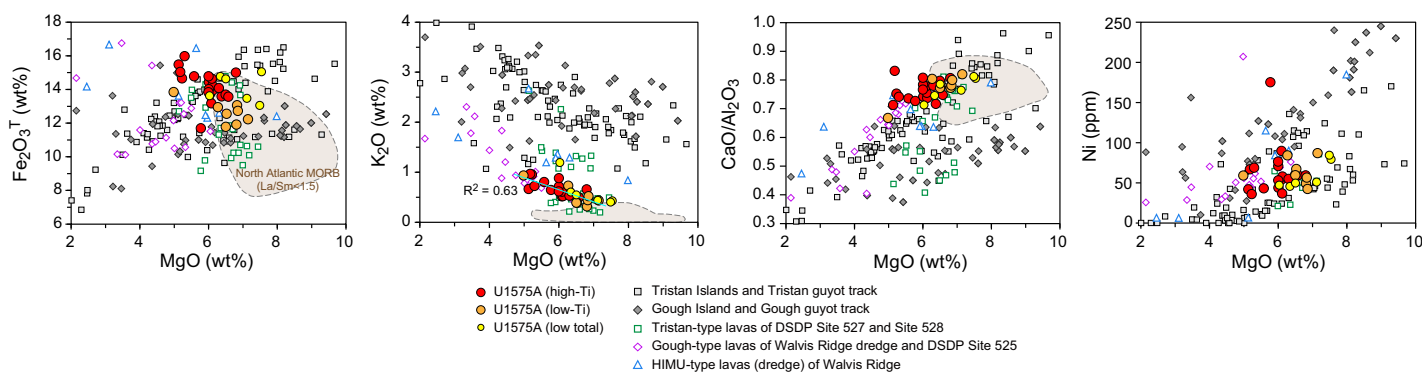 Fe₂O₃T (wt%)
18
16
14
12
10
8
6
2
4
6
8
10
MgO (wt%)
North Atlantic MORB
(La/Sm<1.5)
K₂O (wt%)
4
3
2
1
0
2
4
6
8
10
MgO (wt%)
R² = 0.63
CaO/Al₂O₃
1.0
0.9
0.8
0.7
0.6
0.5
0.4
0.3
2
4
6
8
10
MgO (wt%)
Ni (ppm)
250
200
150
100
50
0
2
4
6
8
10
MgO (wt%)
U1575A (high-Ti)
U1575A (low-Ti)
U1575A (low total)
Tristan Islands and Tristan guyot track
Gough Island and Gough guyot track
Tristan-type lavas of DSDP Site 527 and Site 528
Gough-type lavas of Walvis Ridge dredge and DSDP Site 525
HIMU-type lavas (dredge) of Walvis Ridge